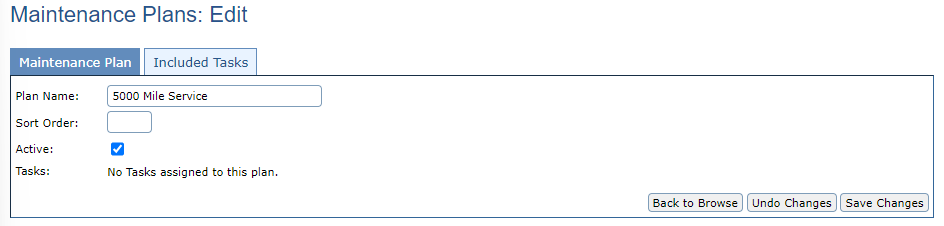 Maintenance Plans: Edit
Maintenance Plan Included Tasks
Plan Name: 5000 Mile Service
Sort Order:
Active:
Tasks: No Tasks assigned to this plan.
Back to Browse Undo Changes Save Changes